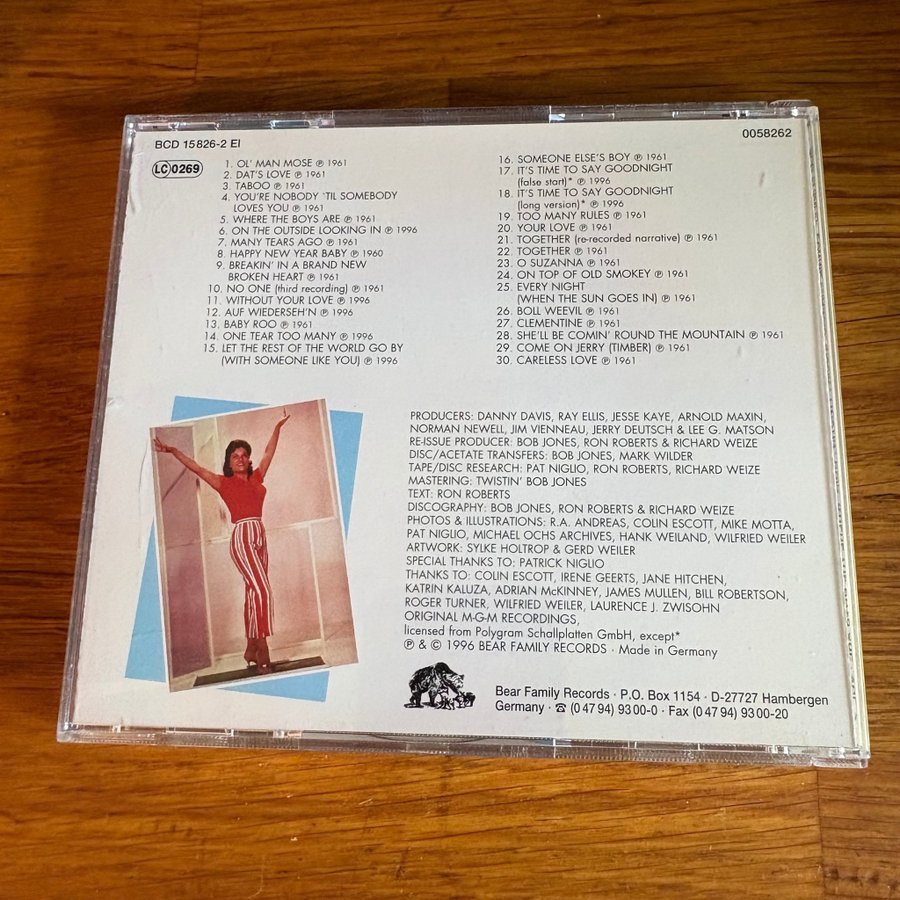 BCD 15826-2 EI
0058262
LC 0269
1. OL' MAN MOSE ℗ 1961
2. DAT'S LOVE ℗ 1961
3. TABOO ℗ 1961
4. YOU'RE NOBODY 'TIL SOMEBODY
LOVES YOU ℗ 1961
5. WHERE THE BOYS ARE ℗ 1961
6. ON THE OUTSIDE LOOKING IN ℗ 1996
7. MANY TEARS AGO ℗ 1961
8. HAPPY NEW YEAR BABY ℗ 1960
9. BREAKIN' IN A BRAND NEW
BROKEN HEART ℗ 1961
10. NO ONE (third recording) ℗ 1961
11. WITHOUT YOUR LOVE ℗ 1996
12. AUF WIEDERSEH'N ℗ 1996
13. BABY ROO ℗ 1961
14. ONE TEAR TOO MANY ℗ 1996
15. LET THE REST OF THE WORLD GO BY
(WITH SOMEONE LIKE YOU) ℗ 1996
16. SOMEONE ELSE'S BOY ℗ 1961
17. IT'S TIME TO SAY GOODNIGHT
(false start)* ℗ 1996
18. IT'S TIME TO SAY GOODNIGHT
(long version)* ℗ 1996
19. TOO MANY RULES ℗ 1961
20. YOUR LOVE ℗ 1961
21. TOGETHER (re-recorded narrative) ℗ 1961
22. TOGETHER ℗ 1961
23. O SUZANNA ℗ 1961
24. ON TOP OF OLD SMOKEY ℗ 1961
25. EVERY NIGHT
(WHEN THE SUN GOES IN) ℗ 1961
26. BOLL WEEVIL ℗ 1961
27. CLEMENTINE ℗ 1961
28. SHE'LL BE COMIN' ROUND THE MOUNTAIN ℗ 1961
29. COME ON JERRY (TIMBER) ℗ 1961
30. CARELESS LOVE ℗ 1961
PRODUCERS: DANNY DAVIS, RAY ELLIS, JESSE KAYE, ARNOLD MAXIN,
NORMAN NEWELL, JIM VIENNEAU, JERRY DEUTSCH & LEE G. MATSON
RE-ISSUE PRODUCER: BOB JONES, RON ROBERTS & RICHARD WEIZE
DISC/ACETATE TRANSFERS: BOB JONES, MARK WILDER
TAPE/DISC RESEARCH: PAT NIGLIO, RON ROBERTS, RICHARD WEIZE
MASTERING: TWISTIN' BOB JONES
TEXT: RON ROBERTS
DISCOGRAPHY: BOB JONES, RON ROBERTS & RICHARD WEIZE
PHOTOS & ILLUSTRATIONS: R.A. ANDREAS, COLIN ESCOTT, MIKE MOTTA,
PAT NIGLIO, MICHAEL OCHS ARCHIVES, HANK WEILAND, WILFRIED WEILER
ARTWORK: SYLKE HOLTROP & GERD WEILER
SPECIAL THANKS TO: PATRICK NIGLIO
THANKS TO: COLIN ESCOTT, IRENE GEERTS, JANE HITCHEN,
KATRIN KALUZA, ADRIAN McKINNEY, JAMES MULLEN, BILL ROBERTSON,
ROGER TURNER, WILFRIED WEILER, LAURENCE J. ZWISOHN
ORIGINAL M-G-M RECORDINGS,
licensed from Polygram Schallplatten GmbH, except*
℗ & © 1996 BEAR FAMILY RECORDS · Made in Germany
Bear Family Records · P.O. Box 1154 · D-27727 Hambergen
Germany · ☎ (0 47 94) 93 00-0 · Fax (0 47 94) 93 00-20